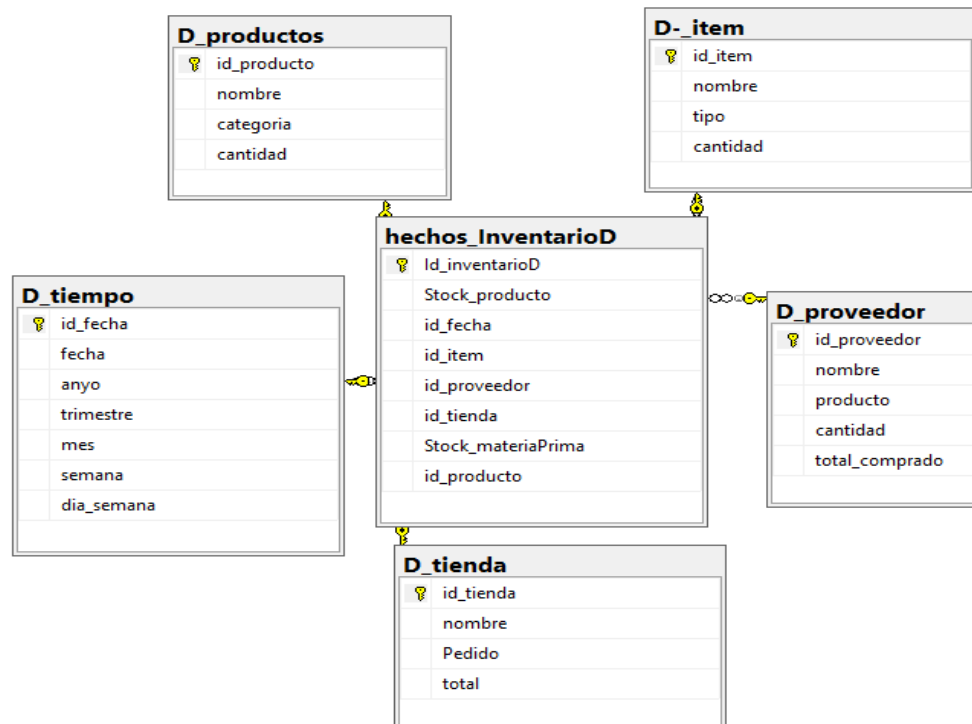 D_productos
id_producto
nombre
categoria
cantidad
D-_item
id_item
nombre
tipo
cantidad
hechos_InventarioD
Id_inventarioD
Stock_producto
id_fecha
id_item
id_proveedor
id_tienda
Stock_materiaPrima
id_producto
D_tiempo
id_fecha
fecha
anyo
trimestre
mes
semana
dia_semana
D_proveedor
id_proveedor
nombre
producto
cantidad
total_comprado
D_tienda
id_tienda
nombre
Pedido
total